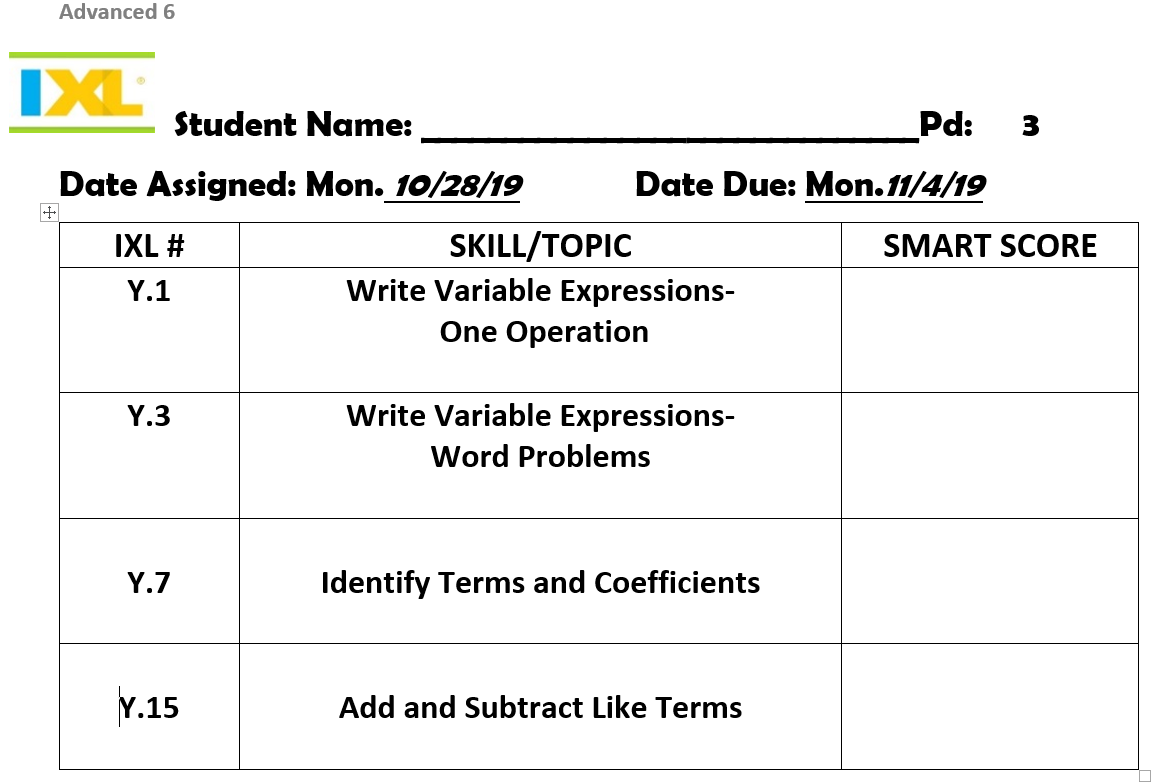 Advanced 6
IXL®
Student Name: ______________________________Pd: 3
Date Assigned: Mon. 10/28/19 Date Due: Mon.11/4/19
IXL # SKILL/TOPIC SMART SCORE
Y.1 Write Variable Expressions-
One Operation
Y.3 Write Variable Expressions-
Word Problems
Y.7 Identify Terms and Coefficients
Y.15 Add and Subtract Like Terms